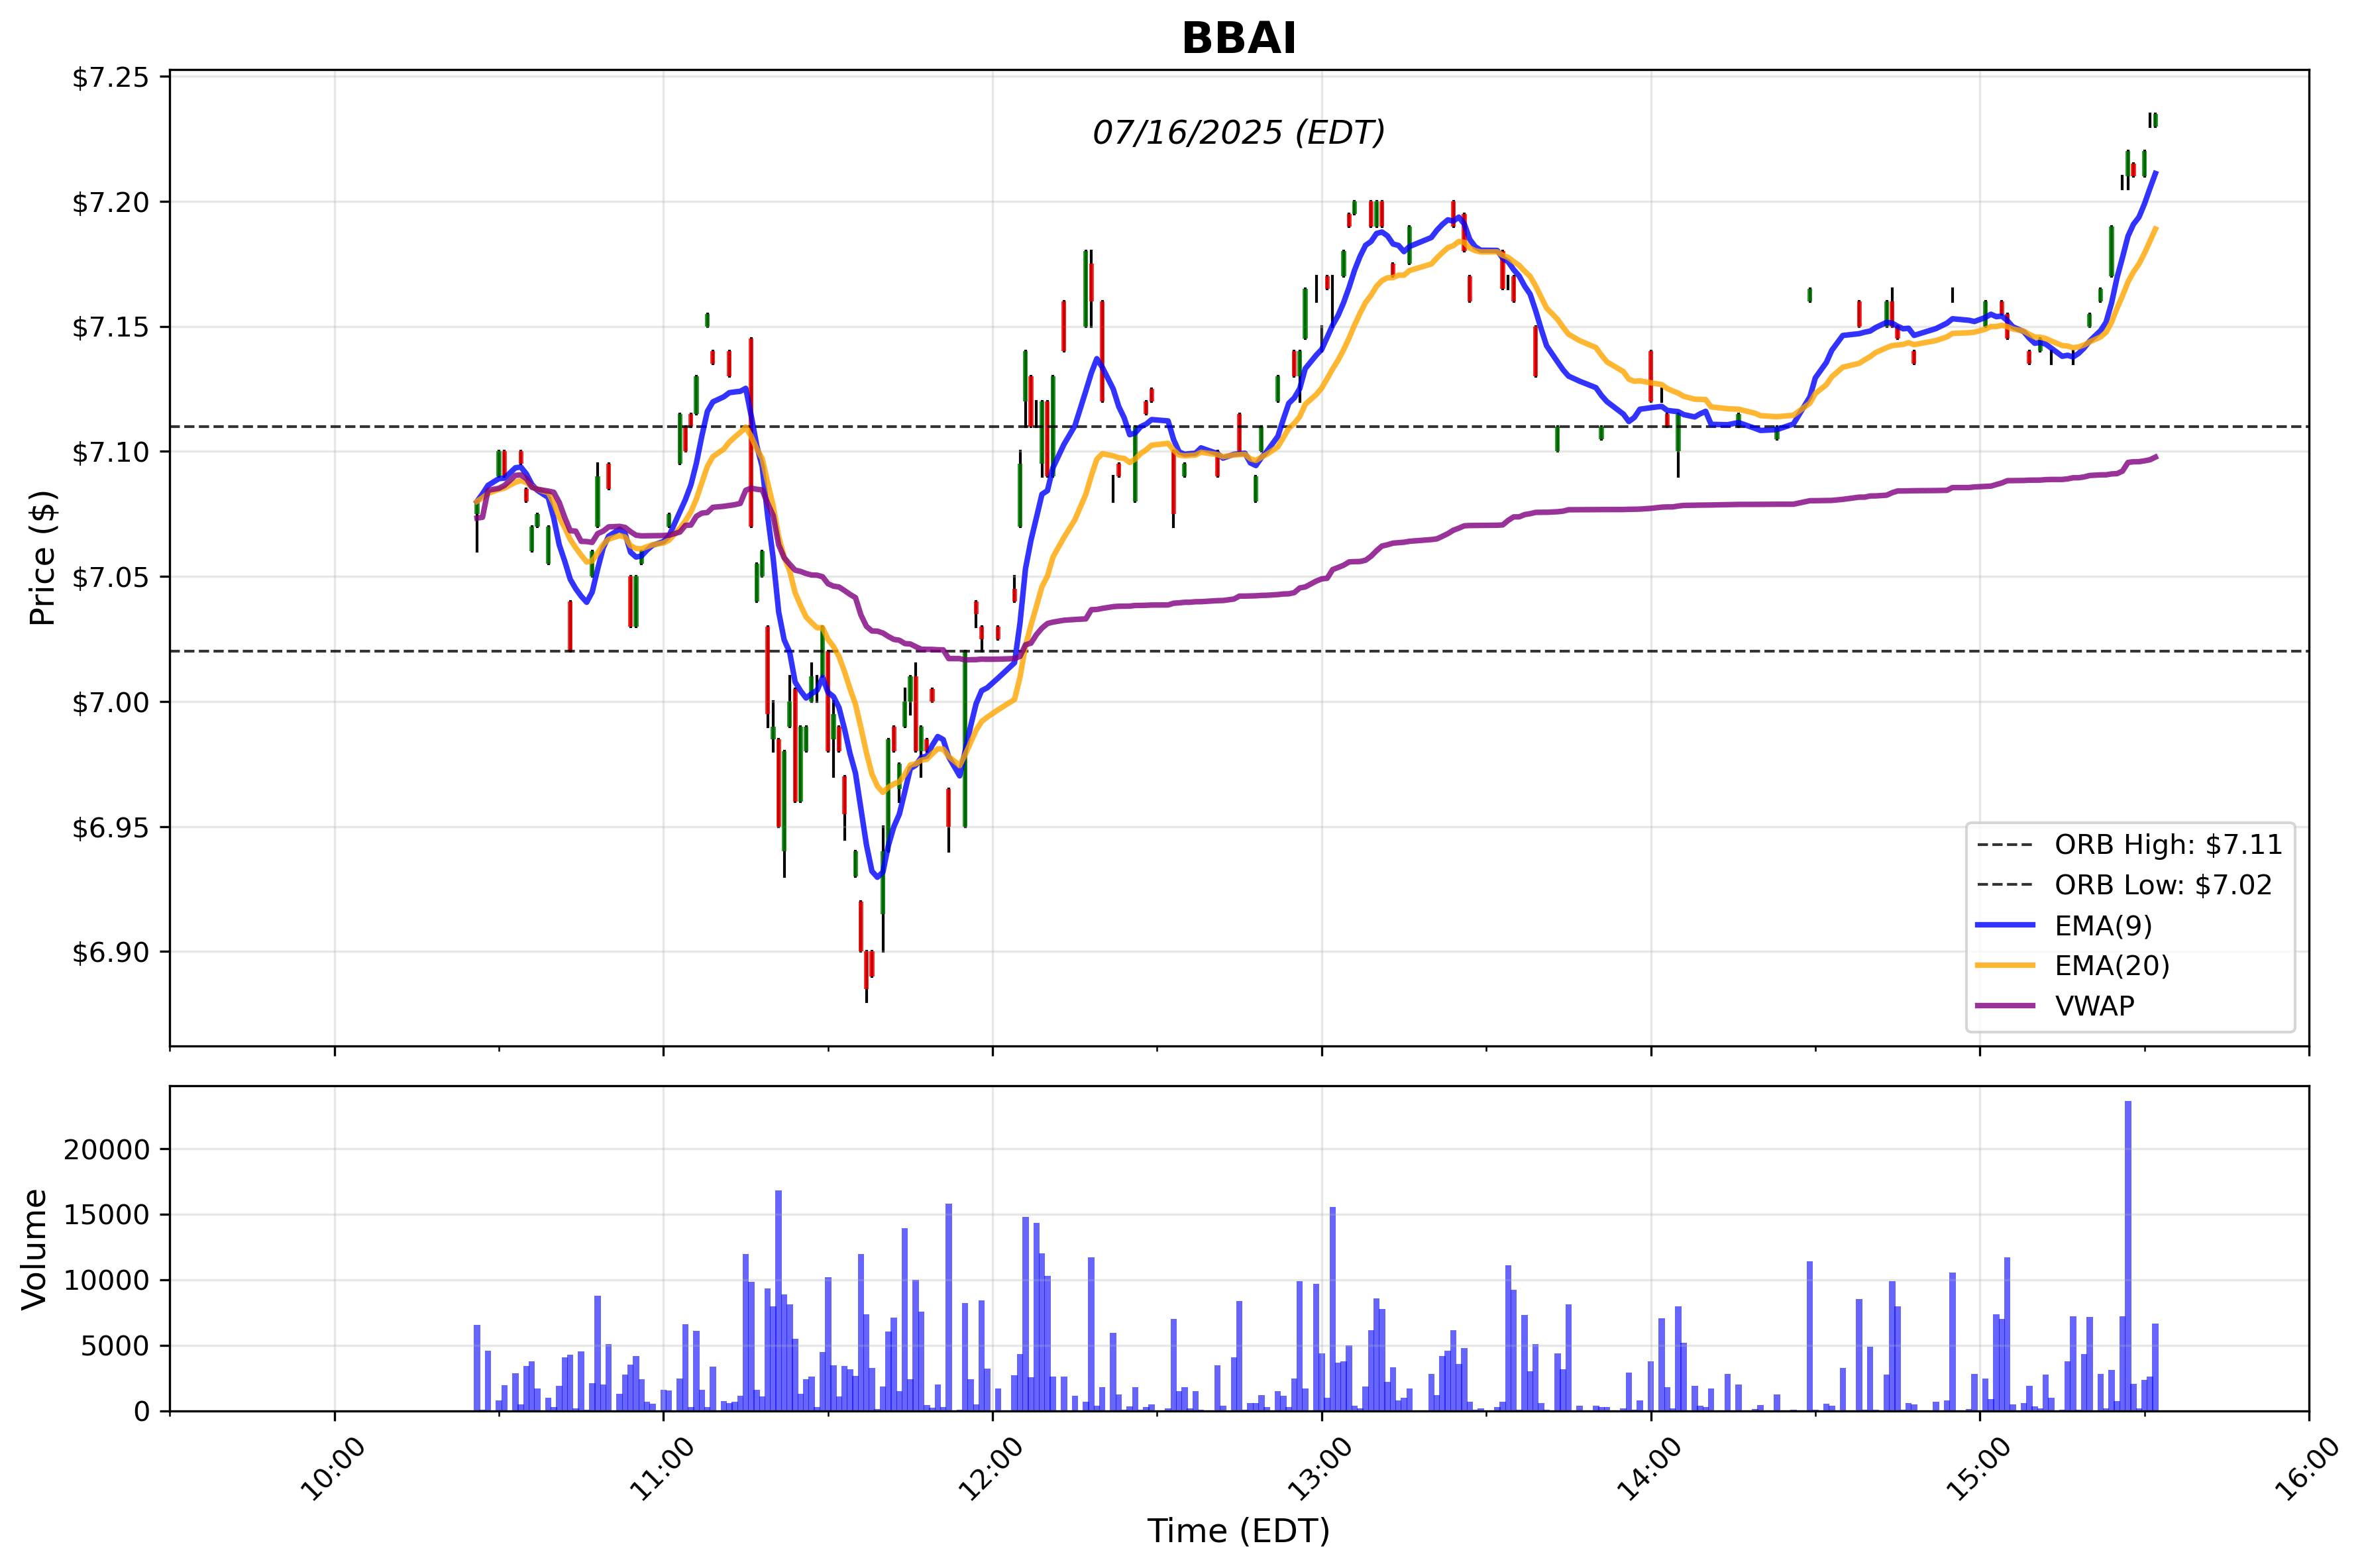 BBAI
07/16/2025 (EDT)
Price ($)
$7.25
$7.20
$7.15
$7.10
$7.05
$7.00
$6.95
$6.90
ORB High: $7.11
ORB Low: $7.02
EMA(9)
EMA(20)
VWAP
Volume
20000
15000
10000
5000
0
10:00
11:00
12:00
13:00
14:00
15:00
16:00
Time (EDT)